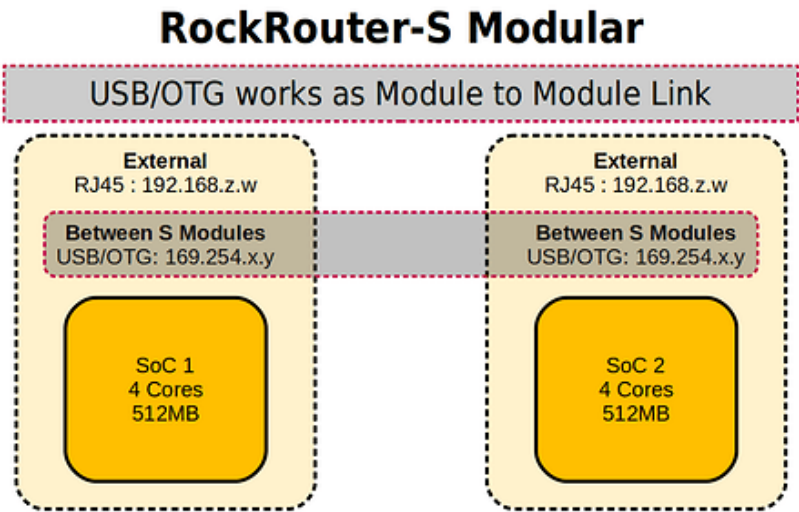 RockRouter-S Modular
USB/OTG works as Module to Module Link
External
RJ45 : 192.168.z.w
Between S Modules
USB/OTG: 169.254.x.y
SoC 1
4 Cores
512MB
External
RJ45 : 192.168.z.w
Between S Modules
USB/OTG: 169.254.x.y
SoC 2
4 Cores
512MB